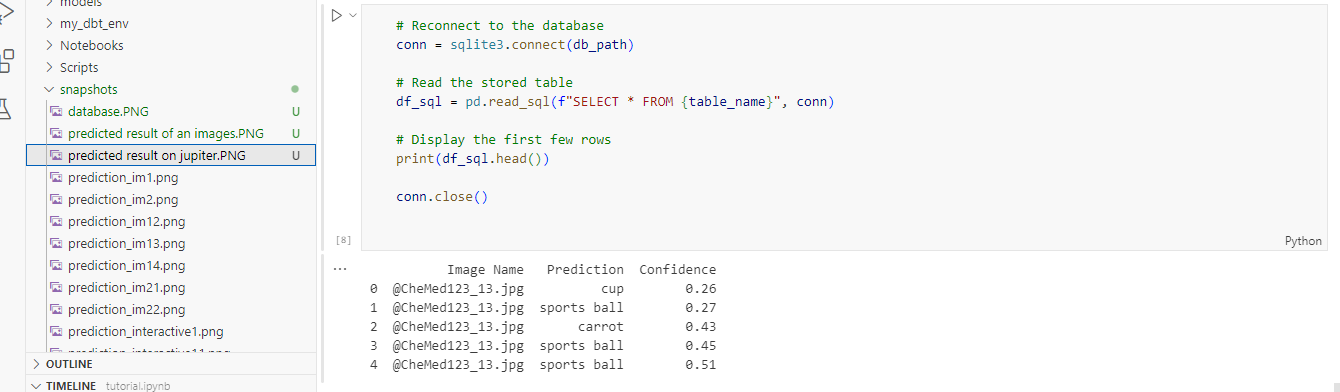 models
my_dbt_env
Notebooks
Scripts
snapshots
database.PNG U
predicted result of an images.PNG U
predicted result on jupiter.PNG U
prediction_im1.png
prediction_im2.png
prediction_im12.png
prediction_im13.png
prediction_im14.png
prediction_im21.png
prediction_im22.png
prediction_interactive1.png
prediction_interactive11.png
OUTLINE
TIMELINE tutorial.ipynb
# Reconnect to the database
conn = sqlite3.connect(db_path)
# Read the stored table
df_sql = pd.read_sql(f"SELECT * FROM {table_name}", conn)
# Display the first few rows
print(df_sql.head())
conn.close()
[8]
Python
...
Image Name Prediction Confidence
0 @CheMed123_13.jpg cup 0.26
1 @CheMed123_13.jpg sports ball 0.27
2 @CheMed123_13.jpg carrot 0.43
3 @CheMed123_13.jpg sports ball 0.45
4 @CheMed123_13.jpg sports ball 0.51